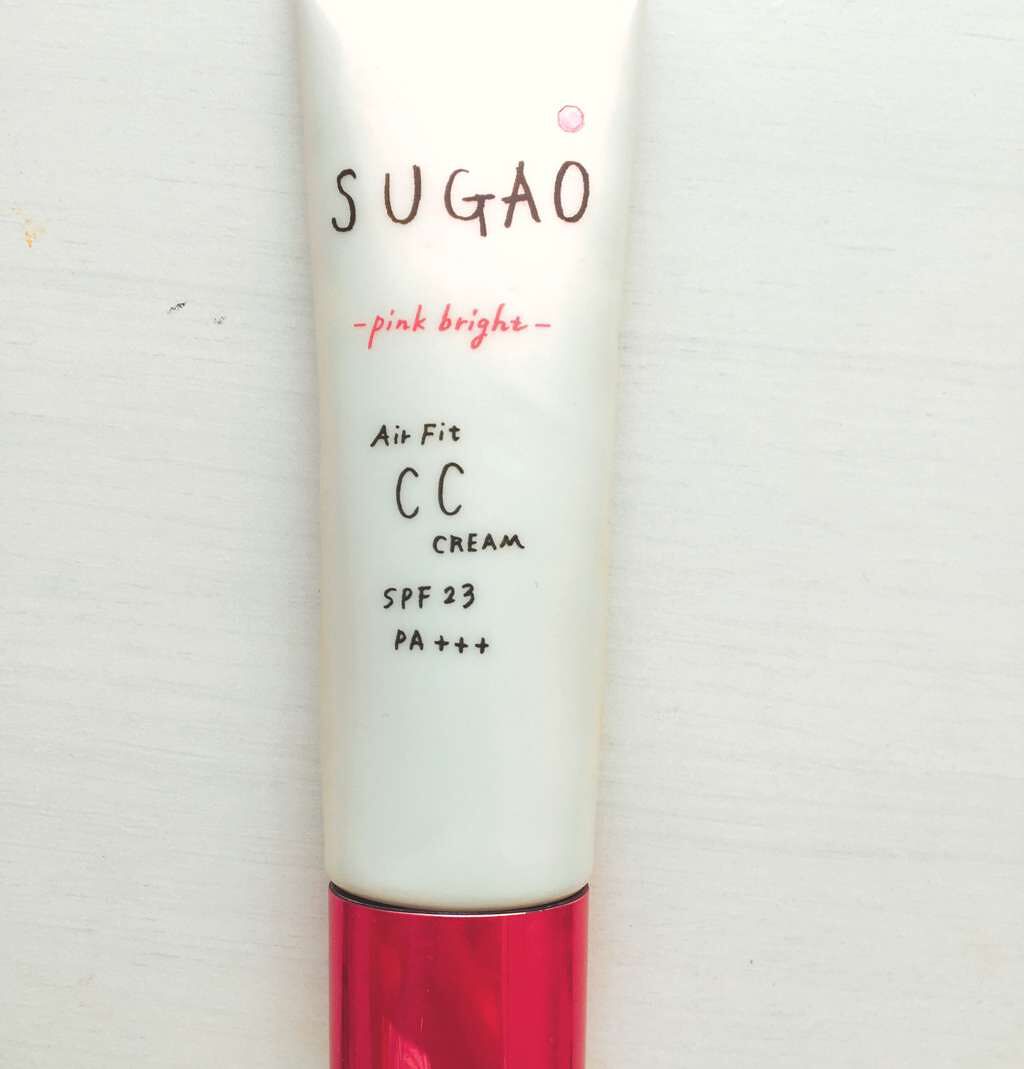 SUGAO
-pink bright-
Air Fit
CC
CREAM
SPF 23
PA+++